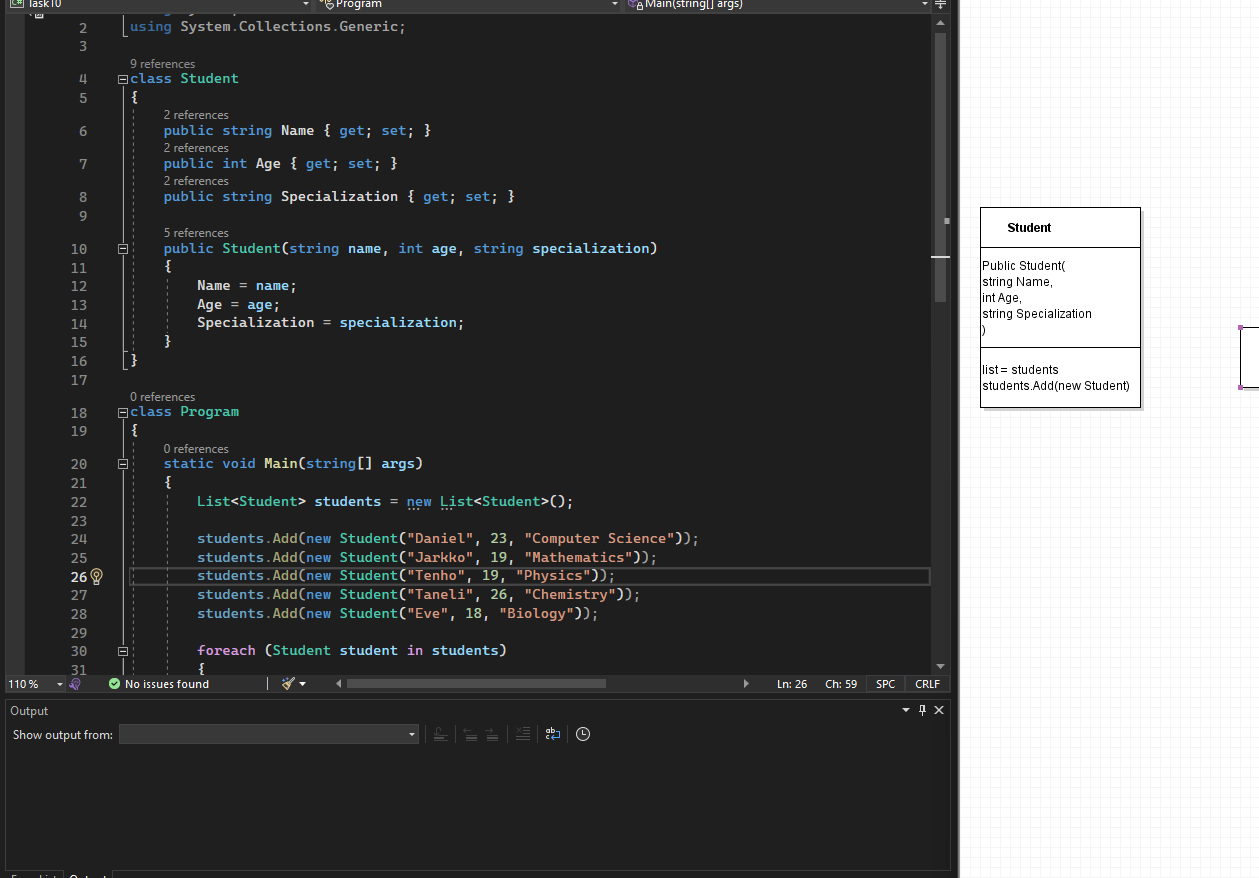 Task10
Program
Main(string[] args)
2 using System.Collections.Generic;
3
9 references
4 class Student
5 {
2 references
6 public string Name { get; set; }
2 references
7 public int Age { get; set; }
2 references
8 public string Specialization { get; set; }
9
5 references
10 public Student(string name, int age, string specialization)
11 {
12 Name = name;
13 Age = age;
14 Specialization = specialization;
15 }
16 }
17
0 references
18 class Program
19 {
0 references
20 static void Main(string[] args)
21 {
22 List<Student> students = new List<Student>();
23
24 students.Add(new Student("Daniel", 23, "Computer Science"));
25 students.Add(new Student("Jarkko", 19, "Mathematics"));
26 students.Add(new Student("Tenho", 19, "Physics"));
27 students.Add(new Student("Taneli", 26, "Chemistry"));
28 students.Add(new Student("Eve", 18, "Biology"));
29
30 foreach (Student student in students)
31 {
110 % No issues found Ln: 26 Ch: 59 SPC CRLF
Output
Show output from:
Output
Student
Public Student(
string Name,
int Age,
string Specialization
)
list = students
students.Add(new Student)